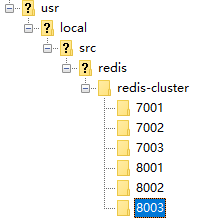 usr
local
src
redis
redis-cluster
7001
7002
7003
8001
8002
8003